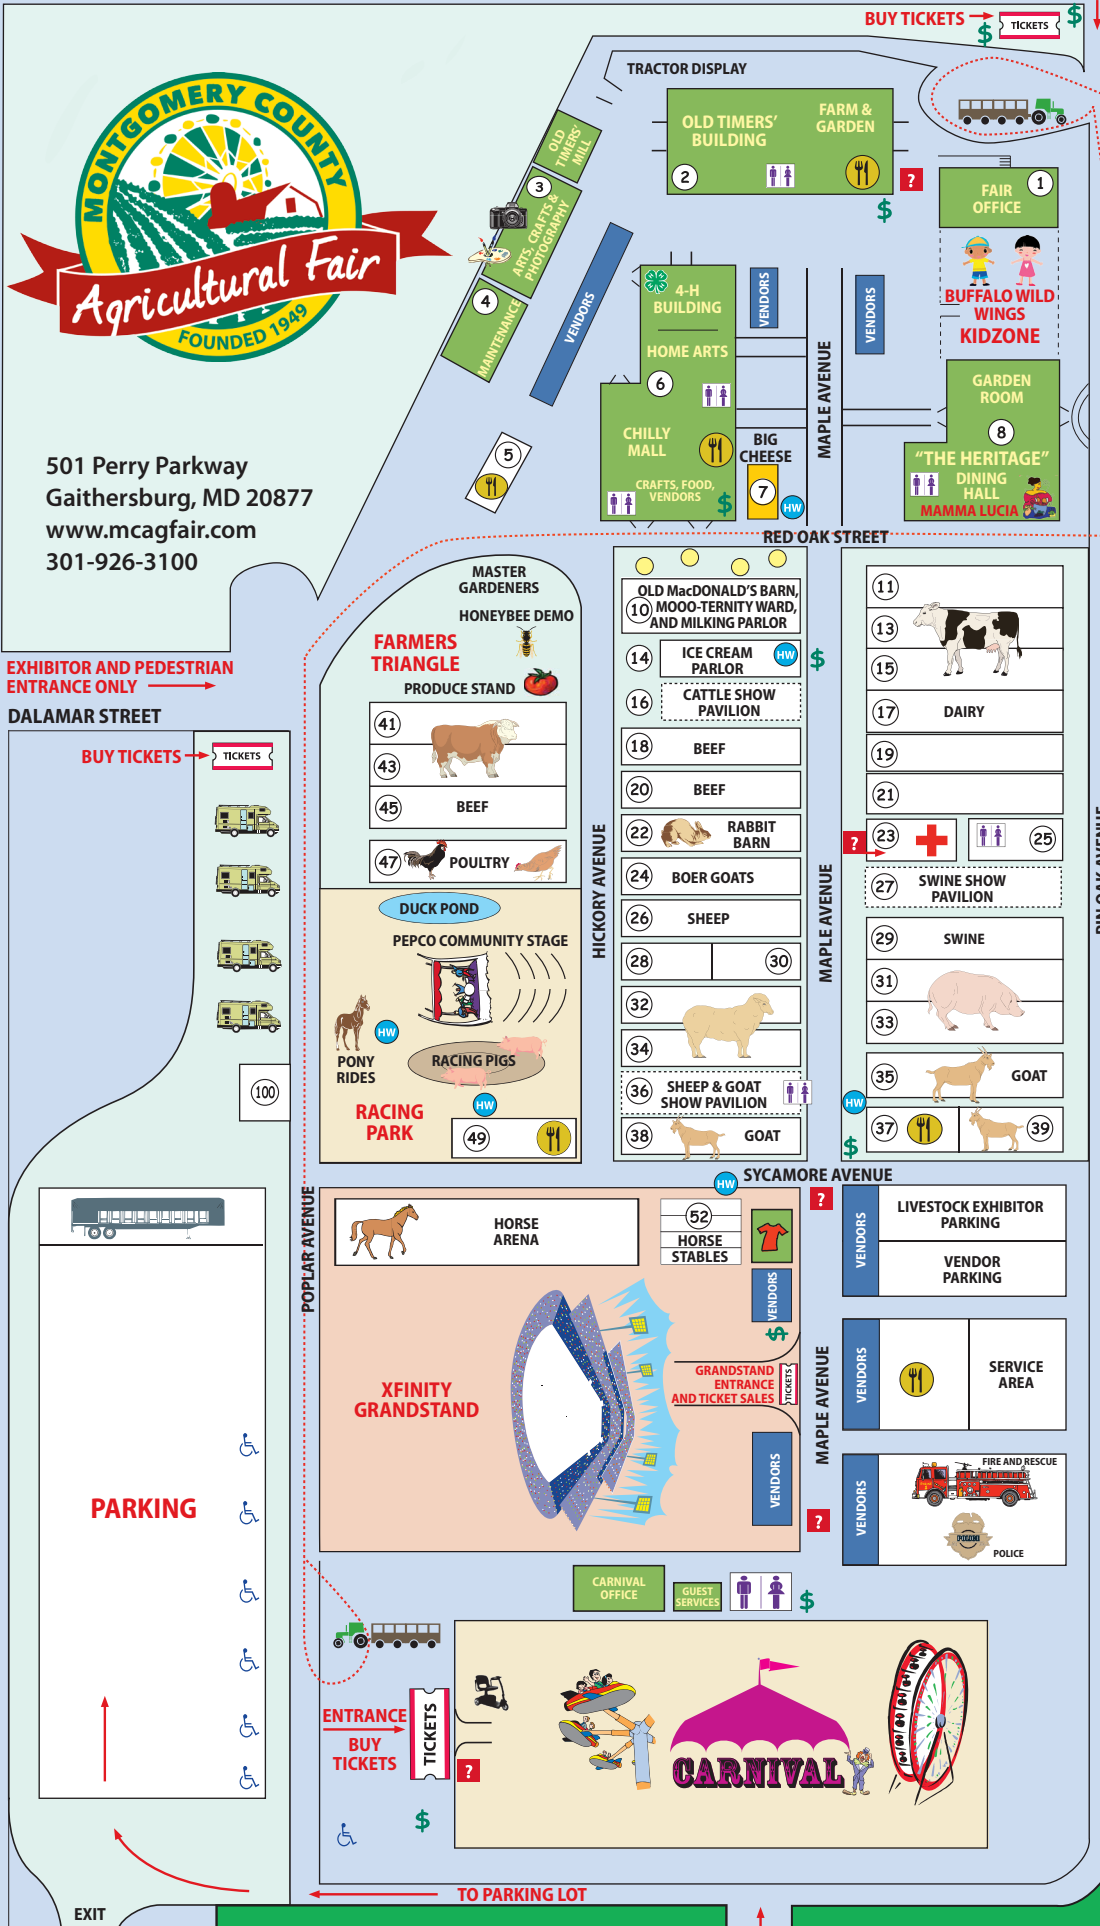 BUY TICKETS
TICKETS
$
$
MONTGOMERY COUNTY
Agricultural Fair
FOUNDED 1949
501 Perry Parkway
Gaithersburg, MD 20877
www.mcagfair.com
301-926-3100
TRACTOR DISPLAY
OLD TIMERS'
BUILDING
FARM &
GARDEN
2
?
$
1
FAIR
OFFICE
BUFFALO WILD
WINGS
KIDZONE
OLD
TIMERS'
MILL
3
ARTS, CRAFTS &
PHOTOGRAPHY
4
MAINTENANCE
VENDORS
5
4-H
BUILDING
HOME ARTS
6
CHILLY
MALL
CRAFTS, FOOD,
VENDORS
$
VENDORS
VENDORS
MAPLE AVENUE
BIG
CHEESE
7
HW
GARDEN
ROOM
8
“THE HERITAGE”
DINING
HALL
MAMMA LUCIA
RED OAK STREET
EXHIBITOR AND PEDESTRIAN
ENTRANCE ONLY
DALAMAR STREET
BUY TICKETS
TICKETS
100
MASTER
GARDENERS
HONEYBEE DEMO
FARMERS
TRIANGLE
PRODUCE STAND
41
43
45
BEEF
47
POULTRY
DUCK POND
PEPCO COMMUNITY STAGE
PONY
RIDES
HW
RACING PIGS
HW
RACING
PARK
49
HICKORY AVENUE
OLD MacDONALD'S BARN,
10
MOOO-TERNITY WARD,
AND MILKING PARLOR
14
ICE CREAM
PARLOR
HW
$
16
CATTLE SHOW
PAVILION
18
BEEF
20
BEEF
22
RABBIT
BARN
24
BOER GOATS
26
SHEEP
28
30
32
34
36
SHEEP & GOAT
SHOW PAVILION
38
GOAT
MAPLE AVENUE
11
13
15
17
DAIRY
19
21
?
23
25
27
SWINE SHOW
PAVILION
29
SWINE
31
33
35
GOAT
HW
37
39
$
HW
SYCAMORE AVENUE
POPLAR AVENUE
HORSE
ARENA
52
HORSE
STABLES
?
VENDORS
$
XFINITY
GRANDSTAND
GRANDSTAND
ENTRANCE
AND TICKET SALES
TICKETS
VENDORS
?
MAPLE AVENUE
VENDORS
LIVESTOCK EXHIBITOR
PARKING
VENDOR
PARKING
VENDORS
SERVICE
AREA
VENDORS
FIRE AND RESCUE
POLICE
POLICE
PARKING
CARNIVAL
OFFICE
GUEST
SERVICES
$
ENTRANCE
BUY
TICKETS
TICKETS
?
$
CARNIVAL
TO PARKING LOT
EXIT